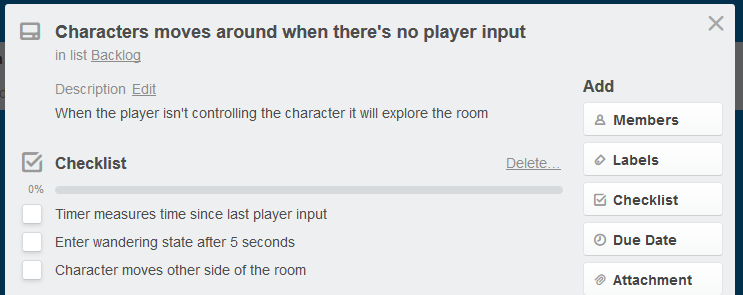 Characters moves around when there's no player input
in list Backlog
Description Edit
When the player isn't controlling the character it will explore the room
Checklist
Delete...
0%
Timer measures time since last player input
Enter wandering state after 5 seconds
Character moves other side of the room
Add
Members
Labels
Checklist
Due Date
Attachment